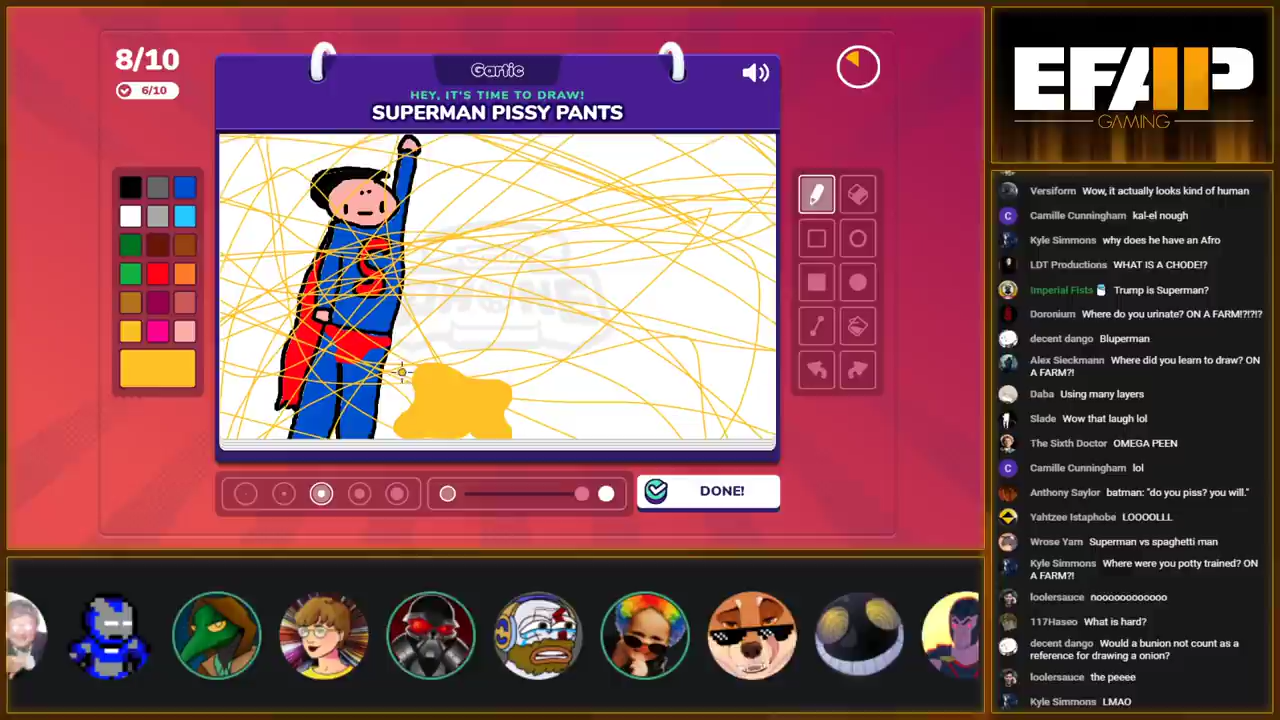 8/10
6/10
Gartic
HEY, IT'S TIME TO DRAW!
SUPERMAN PISSY PANTS
S
DONE!
EFAP
GAMING
Versiform Wow, it actually looks kind of human
C Camille Cunningham kal-el nough
Kyle Simmons why does he have an Afro
LDT Productions WHAT IS A CHODE!?
Imperial Fists Trump is Superman?
Doronium Where do you urinate? ON A FARM!?!?!?
decent dango Bluperman
Alex Sieckmann Where did you learn to draw? ON
A FARM?!
Daba Using many layers
Slade Wow that laugh lol
The Sixth Doctor OMEGA PEEN
C Camille Cunningham lol
Anthony Saylor batman: "do you piss? you will."
Yahtzee Istaphobe LOOOOLLL
Wrose Yarn Superman vs spaghetti man
Kyle Simmons Where were you potty trained? ON
A FARM?!
loolersauce nooooooooooo
117Haseo What is hard?
decent dango Would a bunion not count as a
reference for drawing a onion?
loolersauce the peeee
Kyle Simmons LMAO